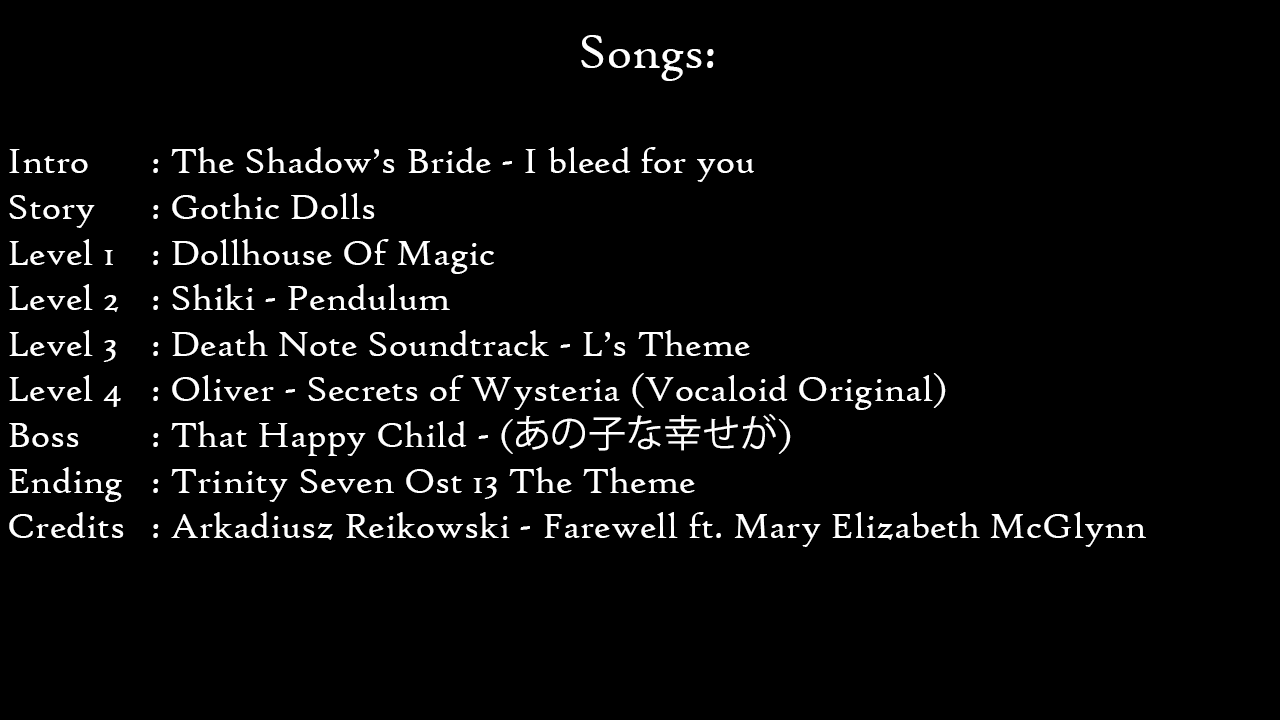 Songs:
Intro : The Shadow's Bride - I bleed for you
Story : Gothic Dolls
Level 1 : Dollhouse Of Magic
Level 2 : Shiki - Pendulum
Level 3 : Death Note Soundtrack - L's Theme
Level 4 : Oliver - Secrets of Wysteria (Vocaloid Original)
Boss : That Happy Child - (あの子な幸せが)
Ending : Trinity Seven Ost 13 The Theme
Credits : Arkadiusz Reikowski - Farewell ft. Mary Elizabeth McGlynn